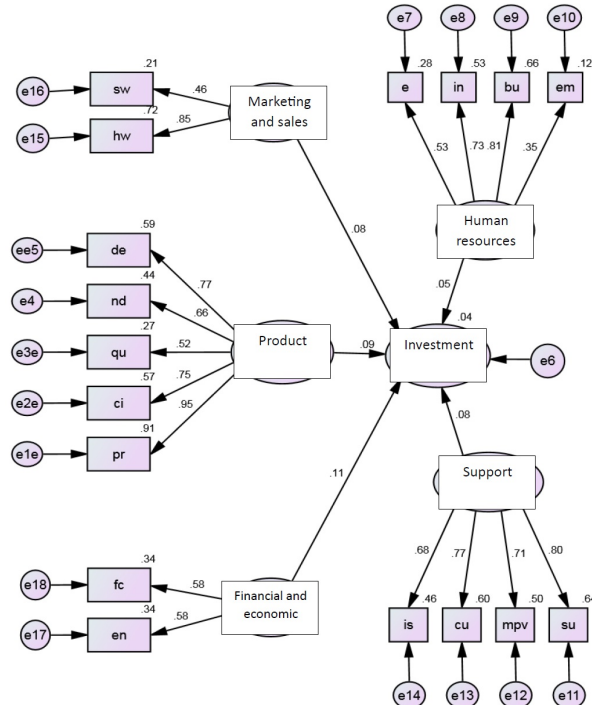 e7
e8
e9
e10
.28
.53
.66
.12
e
in
bu
em
.53
.73
.81
.35
Human
resources
.05
.21
e16
sw
.46
.72
e15
hw
.85
Marketing
and sales
.08
.59
ee5
de
.77
.44
e4
nd
.66
.27
e3e
qu
.52
.57
e2e
ci
.75
.91
e1e
pr
.95
Product
.09
.04
Investment
e6
.08
Support
.11
.34
e18
fc
.58
.34
e17
en
.58
Financial and
economic
.68
.77
.71
.80
.46
.60
.50
.64
is
cu
mpv
su
e14
e13
e12
e11